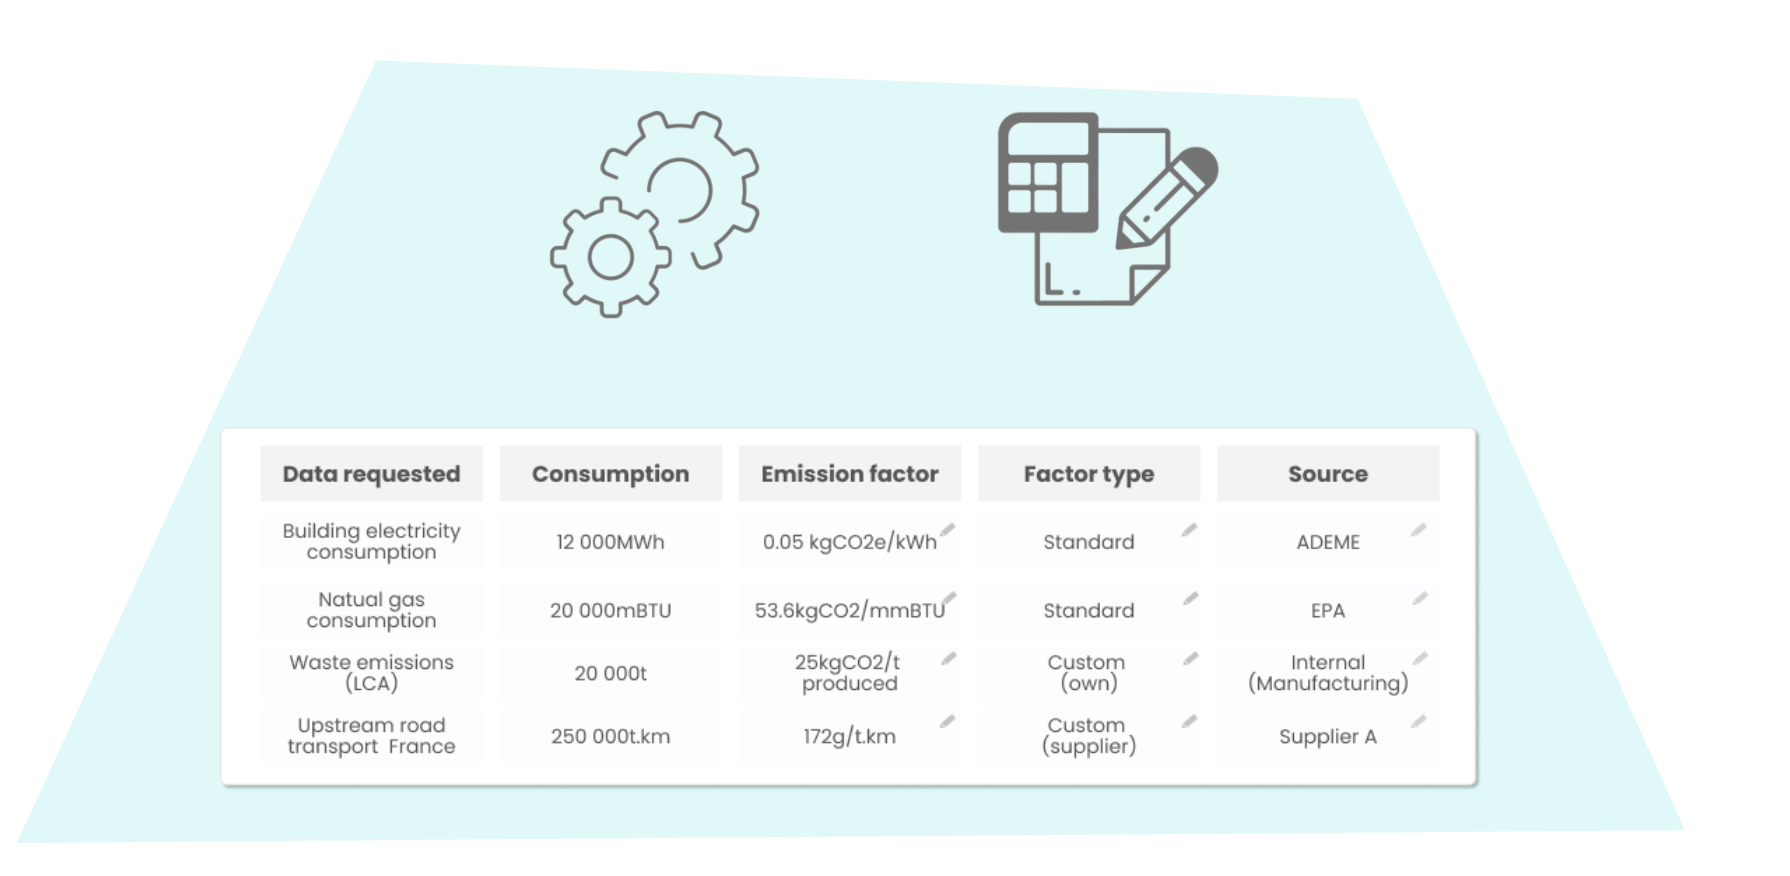 Data requested Consumption Emission factor Factor type Source
Building electricity
consumption
12 000MWh 0.05 kgCO2e/kWh Standard ADEME
Natual gas
consumption
20 000mBTU 53.6kgCO2/mmBTU Standard EPA
Waste emissions
(LCA)
20 000t
25kgCO2/t
produced
Custom
(own)
Internal
(Manufacturing)
Upstream road
transport France
250 000t.km 172g/t.km
Custom
(supplier)
Supplier A